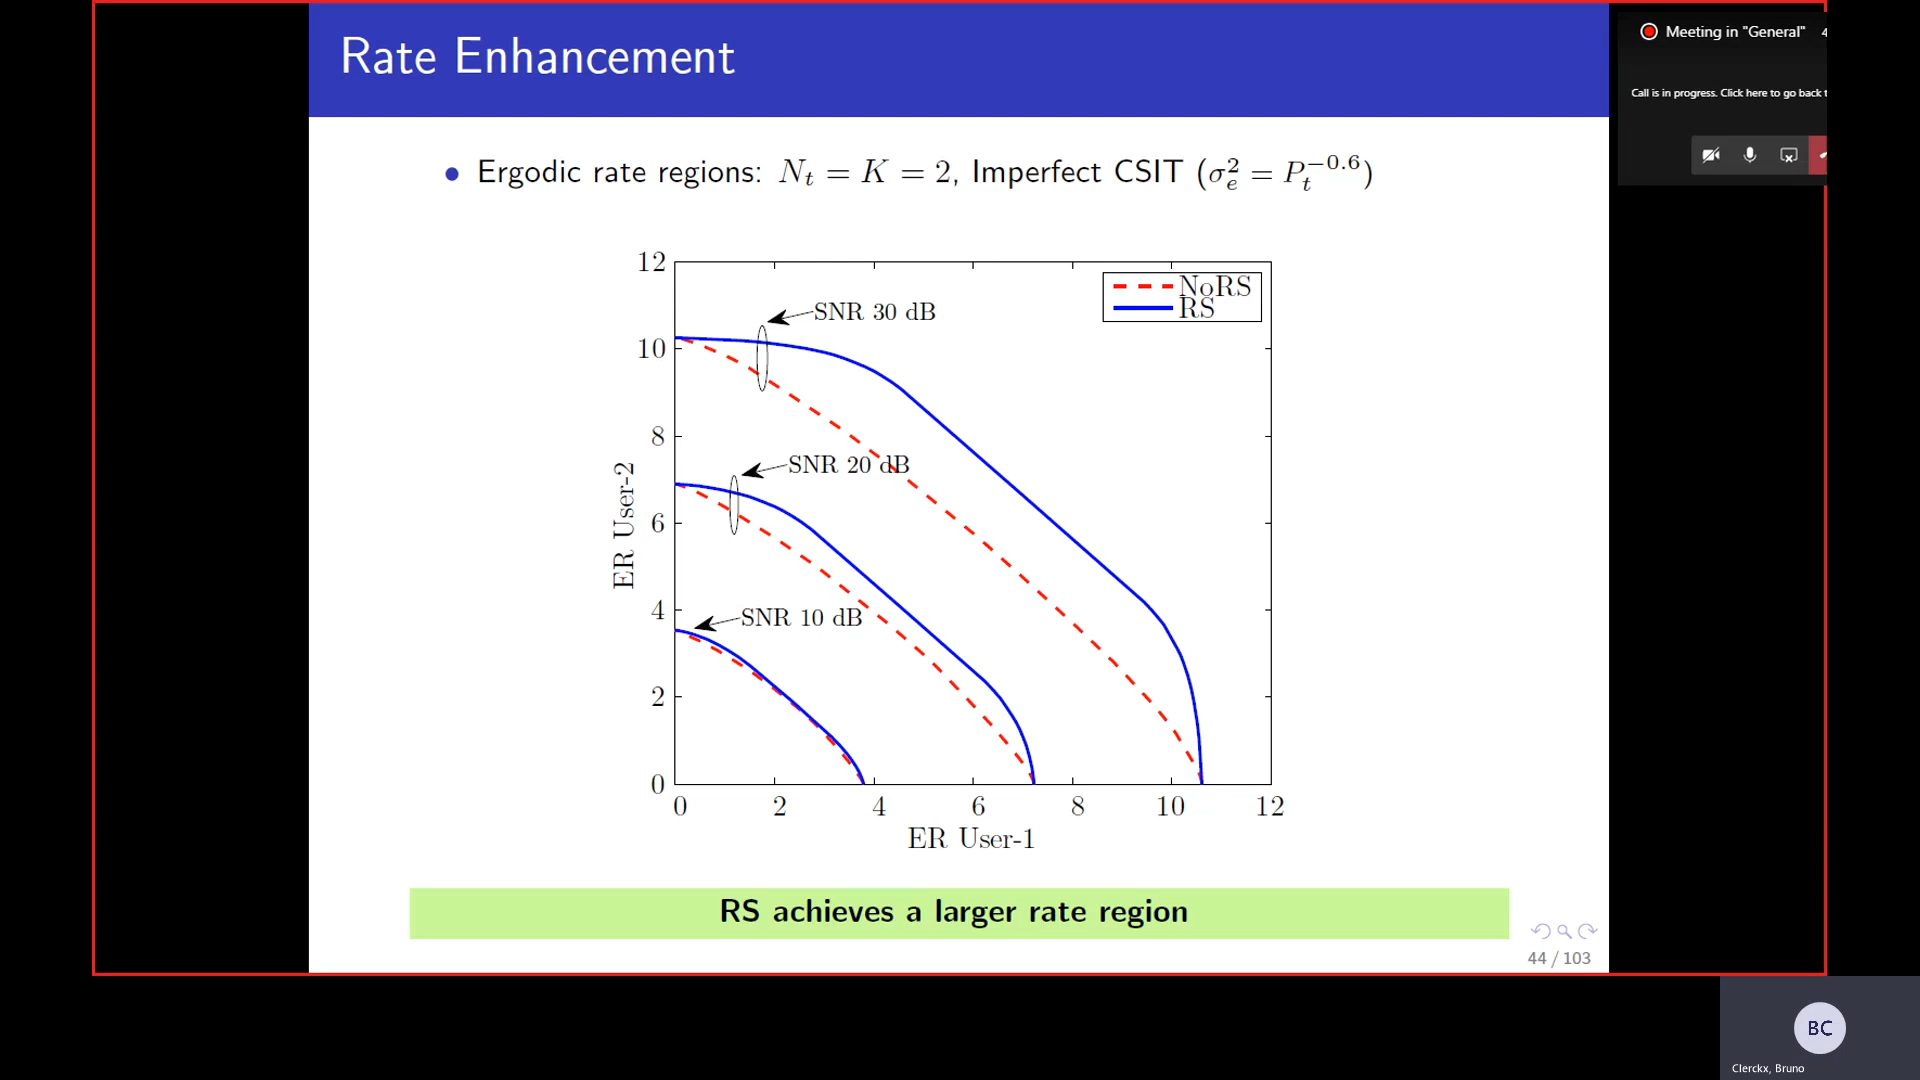 Rate Enhancement
Meeting in "General"
Call is in progress. Click here to go back
• Ergodic rate regions: N_t = K = 2, Imperfect CSIT (σ_e^2 = P_t^{-0.6})
12
10
8
6
4
2
0
ER User-2
NoRS
RS
SNR 30 dB
SNR 20 dB
SNR 10 dB
0 2 4 6 8 10 12
ER User-1
RS achieves a larger rate region
44 / 103
BC
Clerckx, Bruno